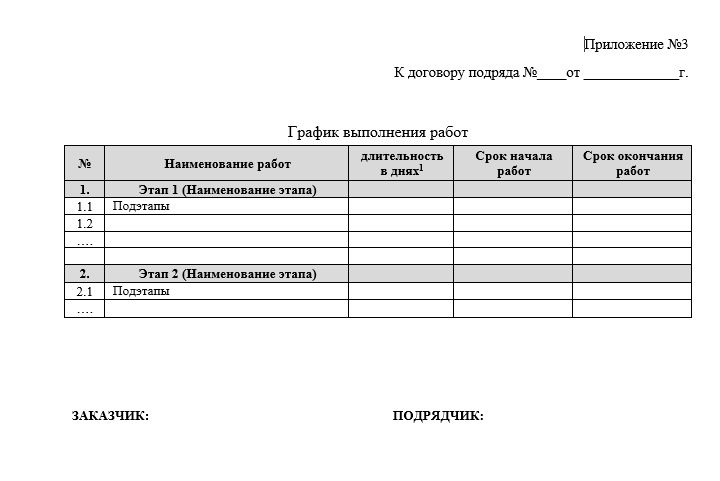 Приложение №3
К договору подряда №____от _____________г.
График выполнения работ
№ Наименование работ длительность в днях1 Срок начала работ Срок окончания работ
1. Этап 1 (Наименование этапа)
1.1 Подэтапы
1.2
….
2. Этап 2 (Наименование этапа)
2.1 Подэтапы
….
ЗАКАЗЧИК: ПОДРЯДЧИК: